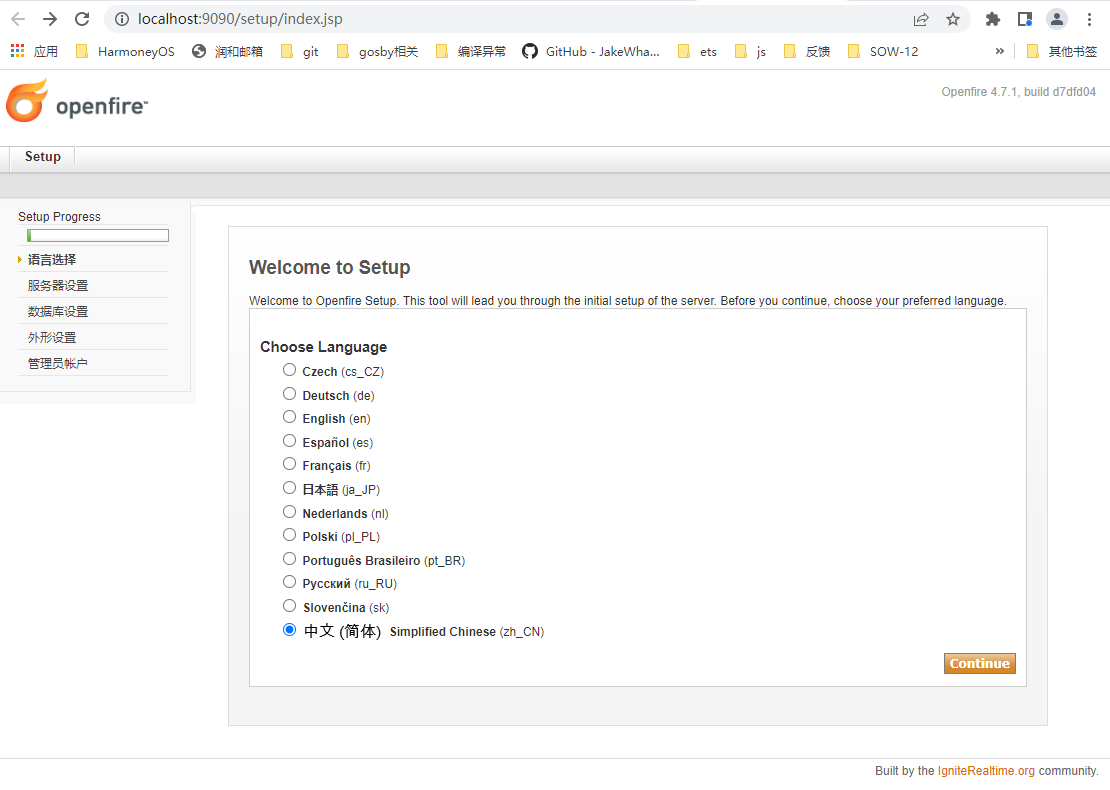 localhost:9090/setup/index.jsp
应用 HarmoneyOS 润和邮箱 git gosby相关 编译异常 GitHub - JakeWha... ets js 反馈 SOW-12 » 其他书签
openfire™
Openfire 4.7.1, build d7dfd04
Setup
Setup Progress
语言选择
服务器设置
数据库设置
外形设置
管理员帐户
Welcome to Setup
Welcome to Openfire Setup. This tool will lead you through the initial setup of the server. Before you continue, choose your preferred language.
Choose Language
Czech (cs_CZ)
Deutsch (de)
English (en)
Español (es)
Français (fr)
日本語 (ja_JP)
Nederlands (nl)
Polski (pl_PL)
Português Brasileiro (pt_BR)
Русский (ru_RU)
Slovenčina (sk)
中文 (简体) Simplified Chinese (zh_CN)
Continue
Built by the IgniteRealtime.org community.